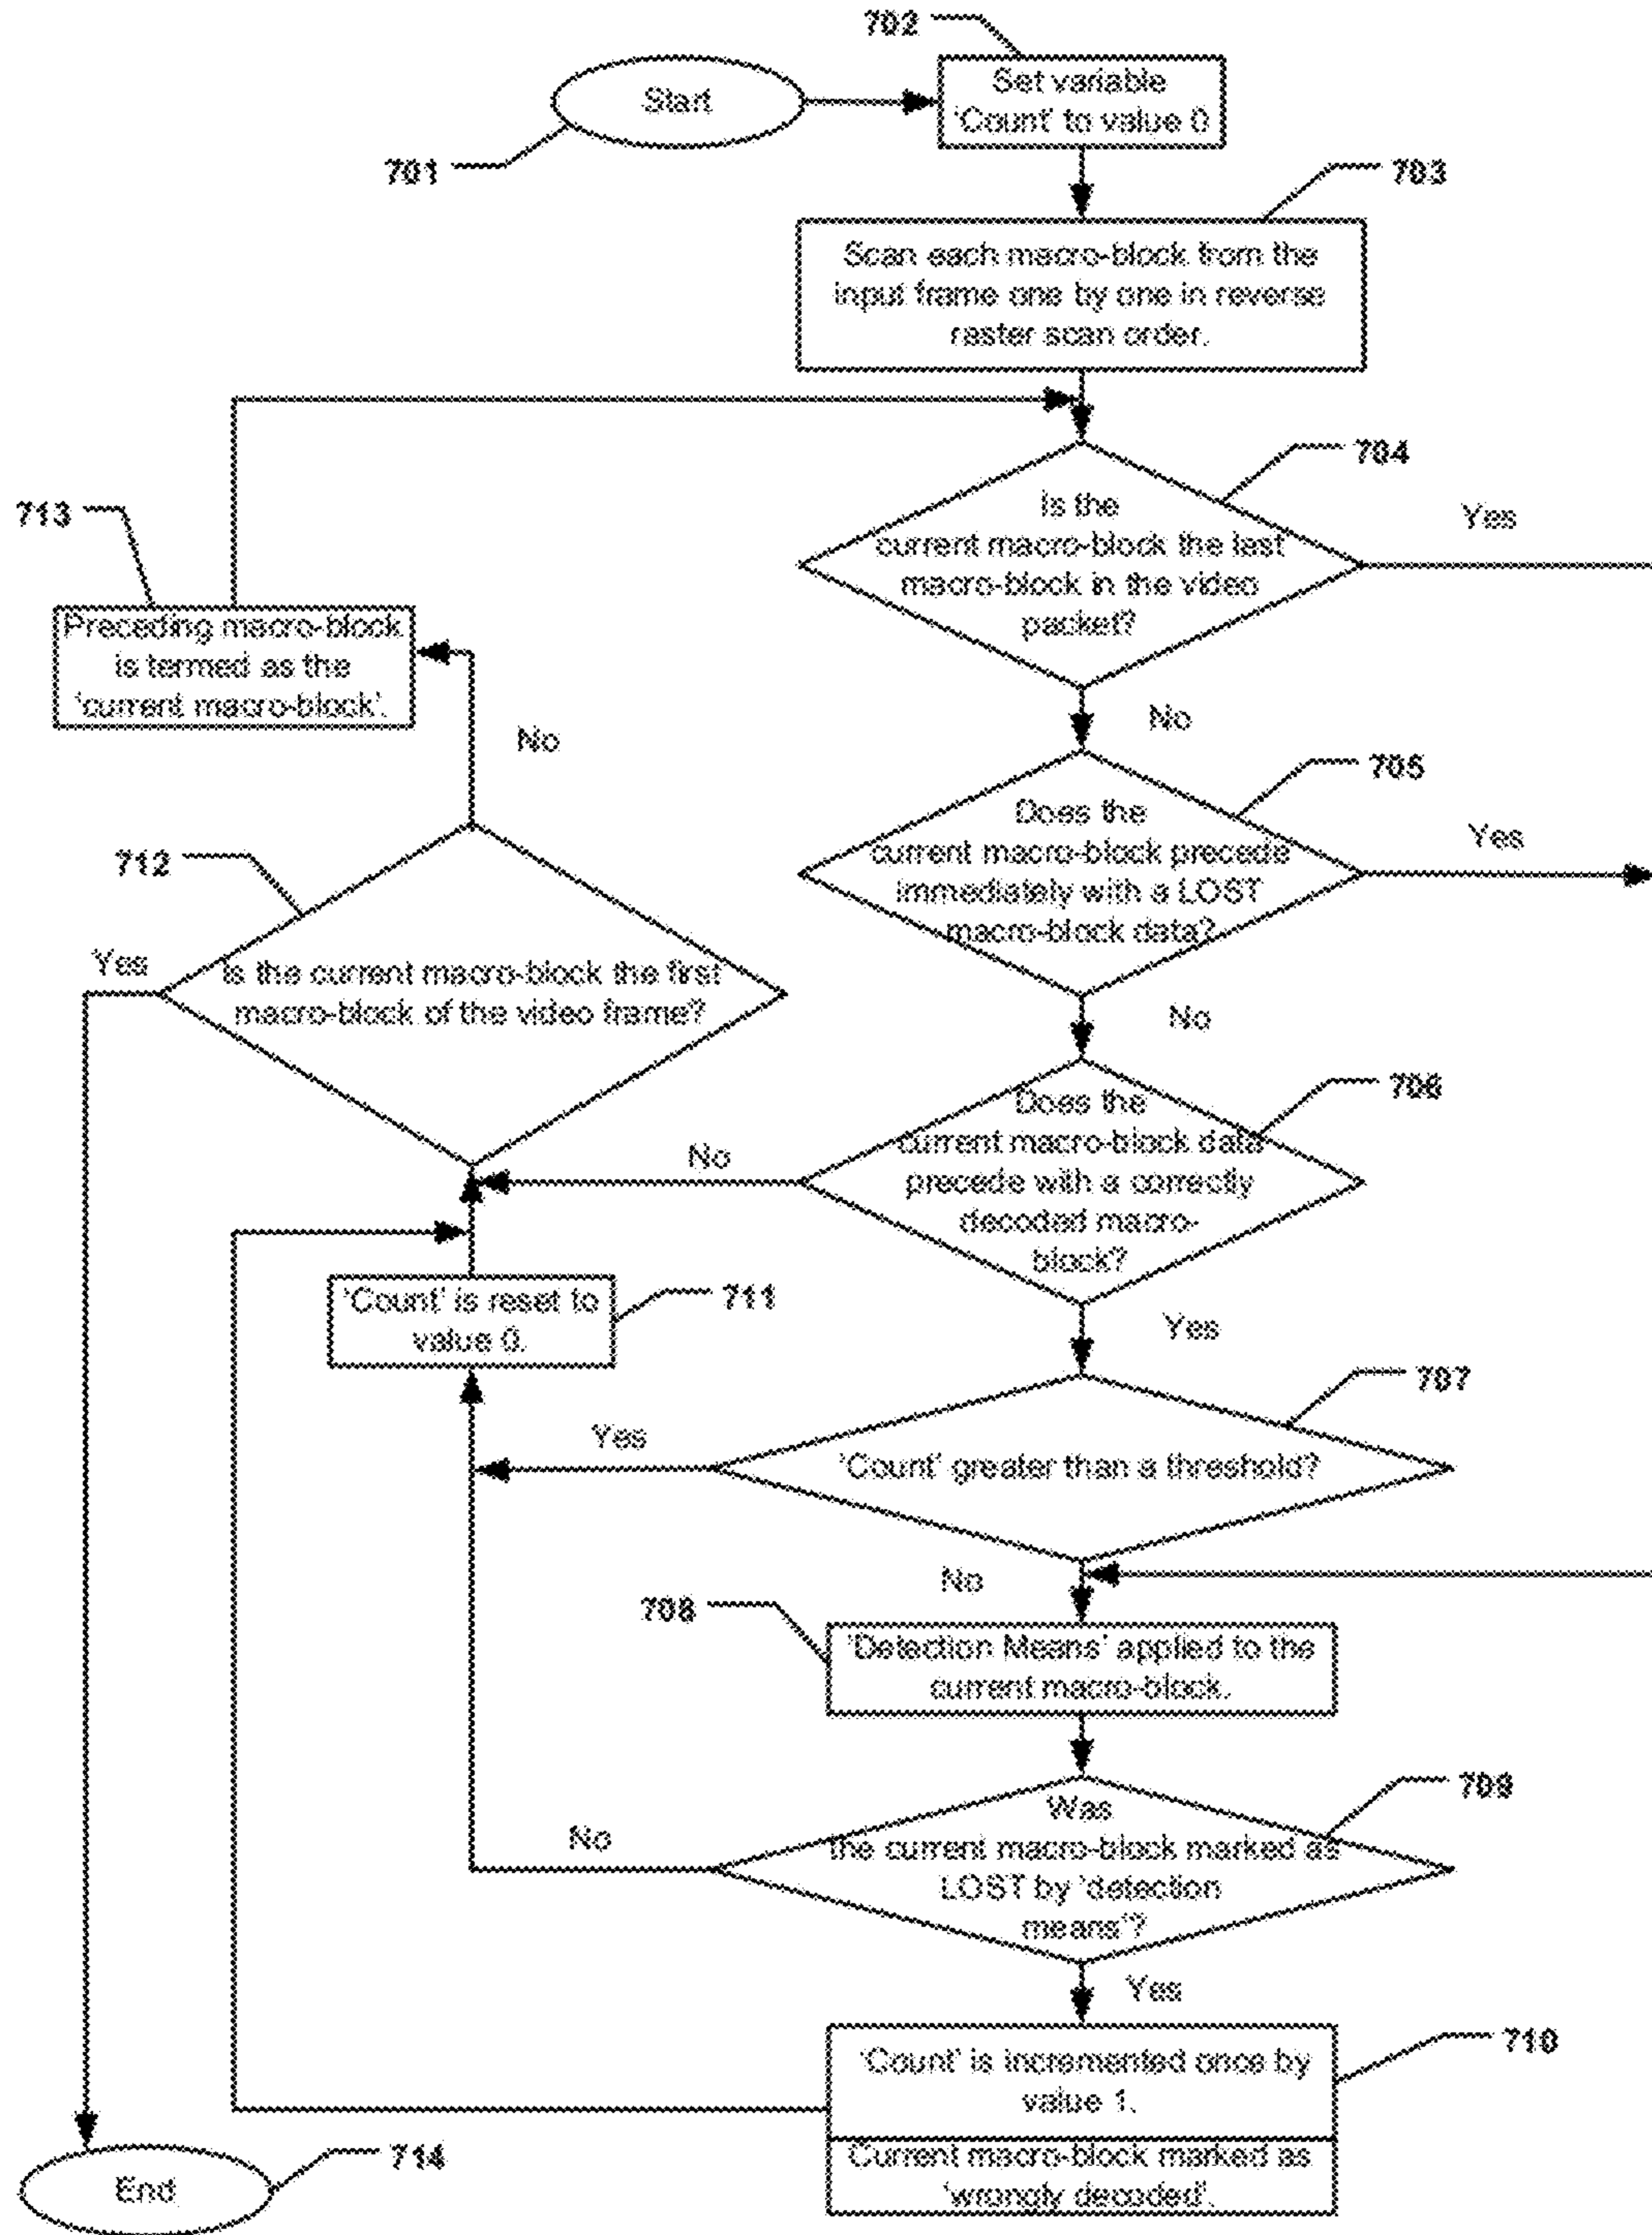 702
Start
Set variable
'Count' to value 0
701
703
Scan each macro-block from the
input frame one by one in reverse
raster scan order.
704
Is the
current macro-block the last
macro-block in the video
packet?
Yes
713
Preceding macro-block
is termed as the
'current macro-block'.
No
No
705
Does the
current macro-block precede
immediately with a LOST
macro-block data?
Yes
712
Yes
Is the current macro-block the first
macro-block of the video frame?
No
706
Does the
current macro-block data
precede with a correctly
decoded macro-
block?
No
'Count' is reset to
value 0.
711
Yes
707
Yes
'Count' greater than a threshold?
No
708
'Detection Means' applied to the
current macro-block.
709
Was
the current macro-block marked as
LOST by 'detection
means'?
No
Yes
710
'Count' is incremented once by
value 1.
Current macro-block marked as
'wrongly decoded'.
714
End